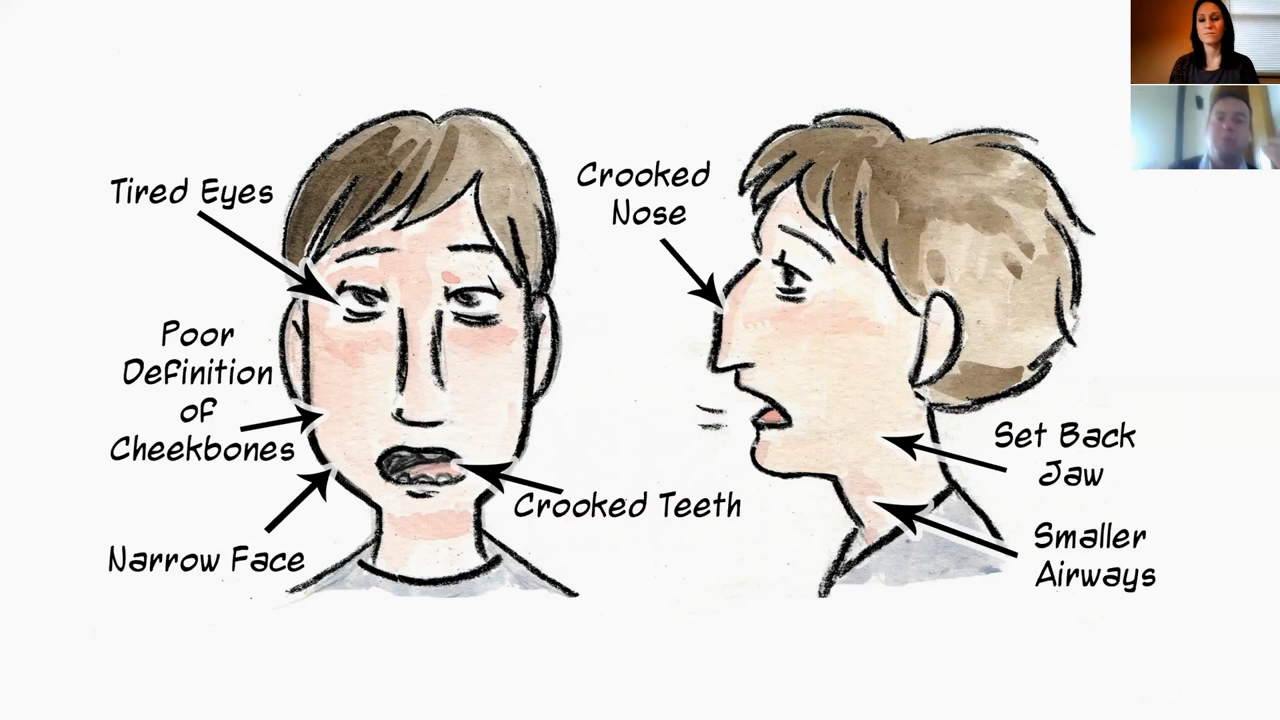 Tired Eyes
Poor
Definition
of
Cheekbones
Narrow Face
Crooked Teeth
Crooked
Nose
Set Back
Jaw
Smaller
Airways